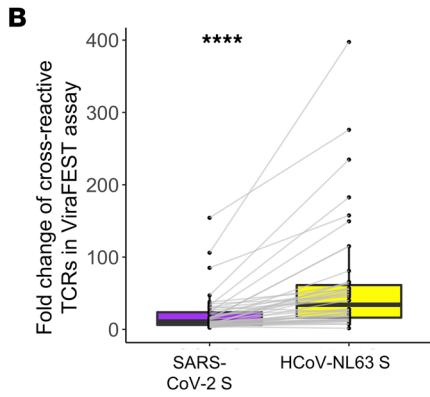 B
Fold change of cross-reactive
TCRs in ViraFEST assay
400
300
200
100
0
****
SARS-
CoV-2 S
HCoV-NL63 S